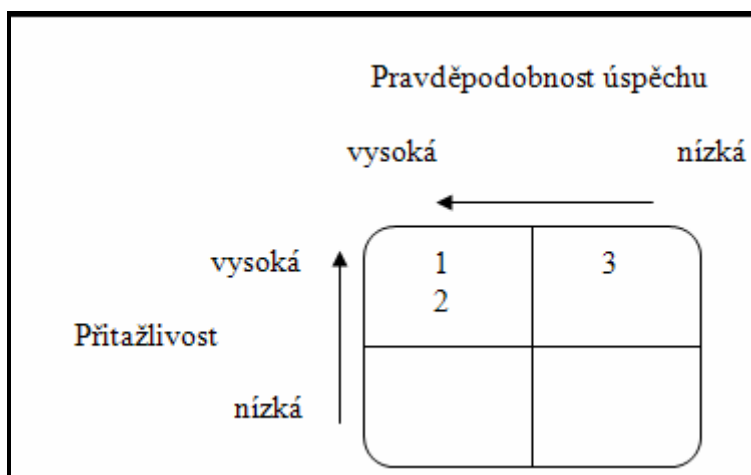 Pravděpodobnost úspěchu
vysoká nízká
vysoká 1 3
2
Přitažlivost
nízká